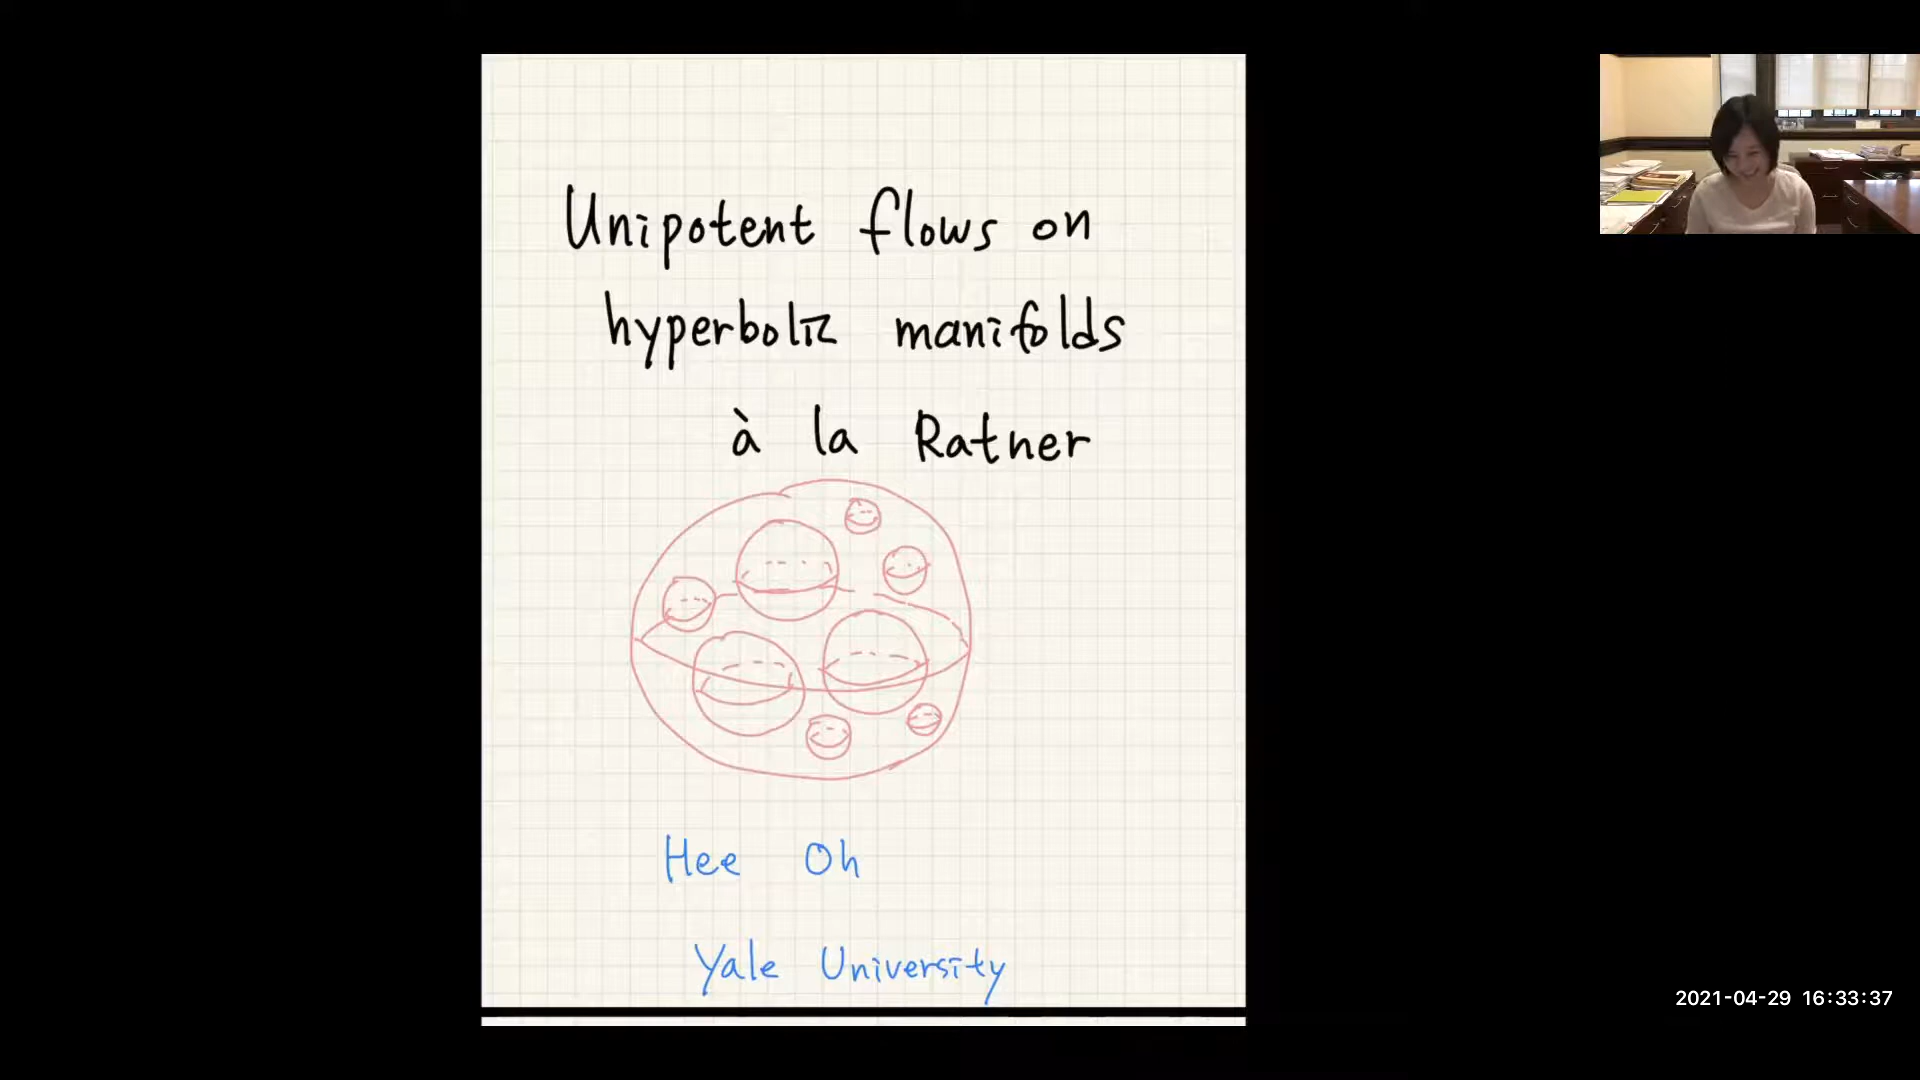 Unipotent flows on
hyperbolic manifolds
à la Ratner
Hee Oh
Yale University
2021-04-29 16:33:37